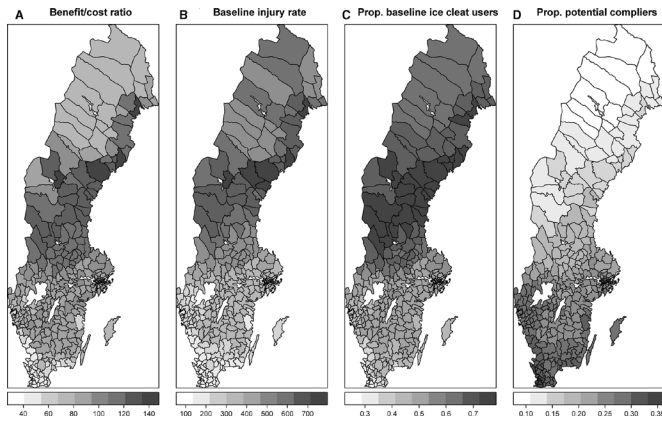 A Benefit/cost ratio
B Baseline injury rate
C Prop. baseline ice cleat users
D Prop. potential compliers
40 60 80 100 120 140
100 200 300 400 500 600 700
0.3 0.4 0.5 0.6 0.7
0.10 0.15 0.20 0.25 0.30 0.35